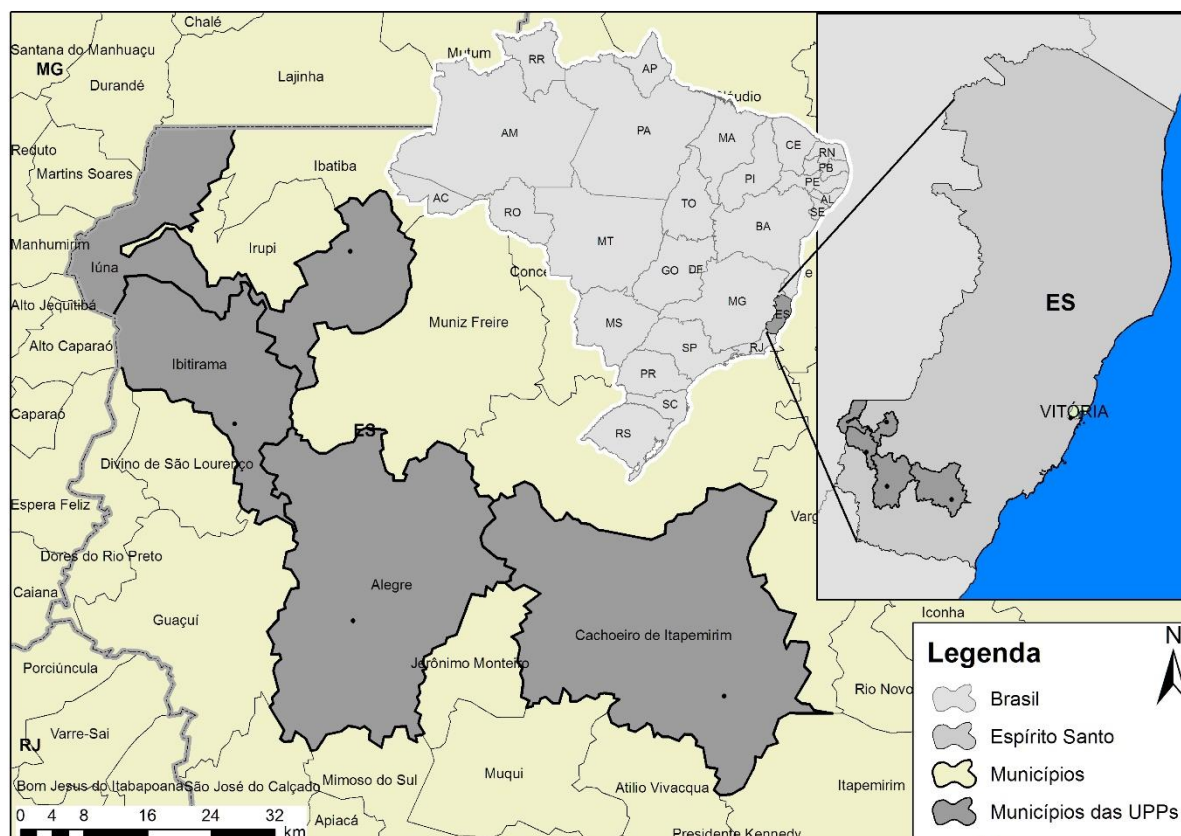 Chalé
Santana do Manhuaçu
MG
Durandé
Lajinha
Mutum
Cláudio
Reduto
Martins Soares
Ibatiba
Manhumirim
Irupi
Iúna
Alto Jequitibá
Conce
e
Muniz Freire
Alto Caparaó
Ibitirama
Caparaó
ES
Divino de São Lourenço
Espera Feliz
Varg
Dores do Rio Preto
Caiana
Alegre
Guaçuí
Cachoeiro de Itapemirim
Iconha
Jerônimo Monteiro
Porciúncula
Rio Novo
Varre-Sai
RJ
Bom Jesus do Itabapoana
São José do Calçado
Mimoso do Sul
Muqui
Atilio Vivacqua
Itapemirim
Apiacá
Presidente Kennedy
0 4 8 16 24 32
km
RR
AP
AM
PA
MA
CE
RN
PB
PE
PI
AL
SE
AC
RO
TO
BA
MT
GO
DF
MG
ES
MS
SP
RJ
PR
SC
RS
ES
VITÓRIA
N
Legenda
Brasil
Espírito Santo
Municípios
Municípios das UPPs